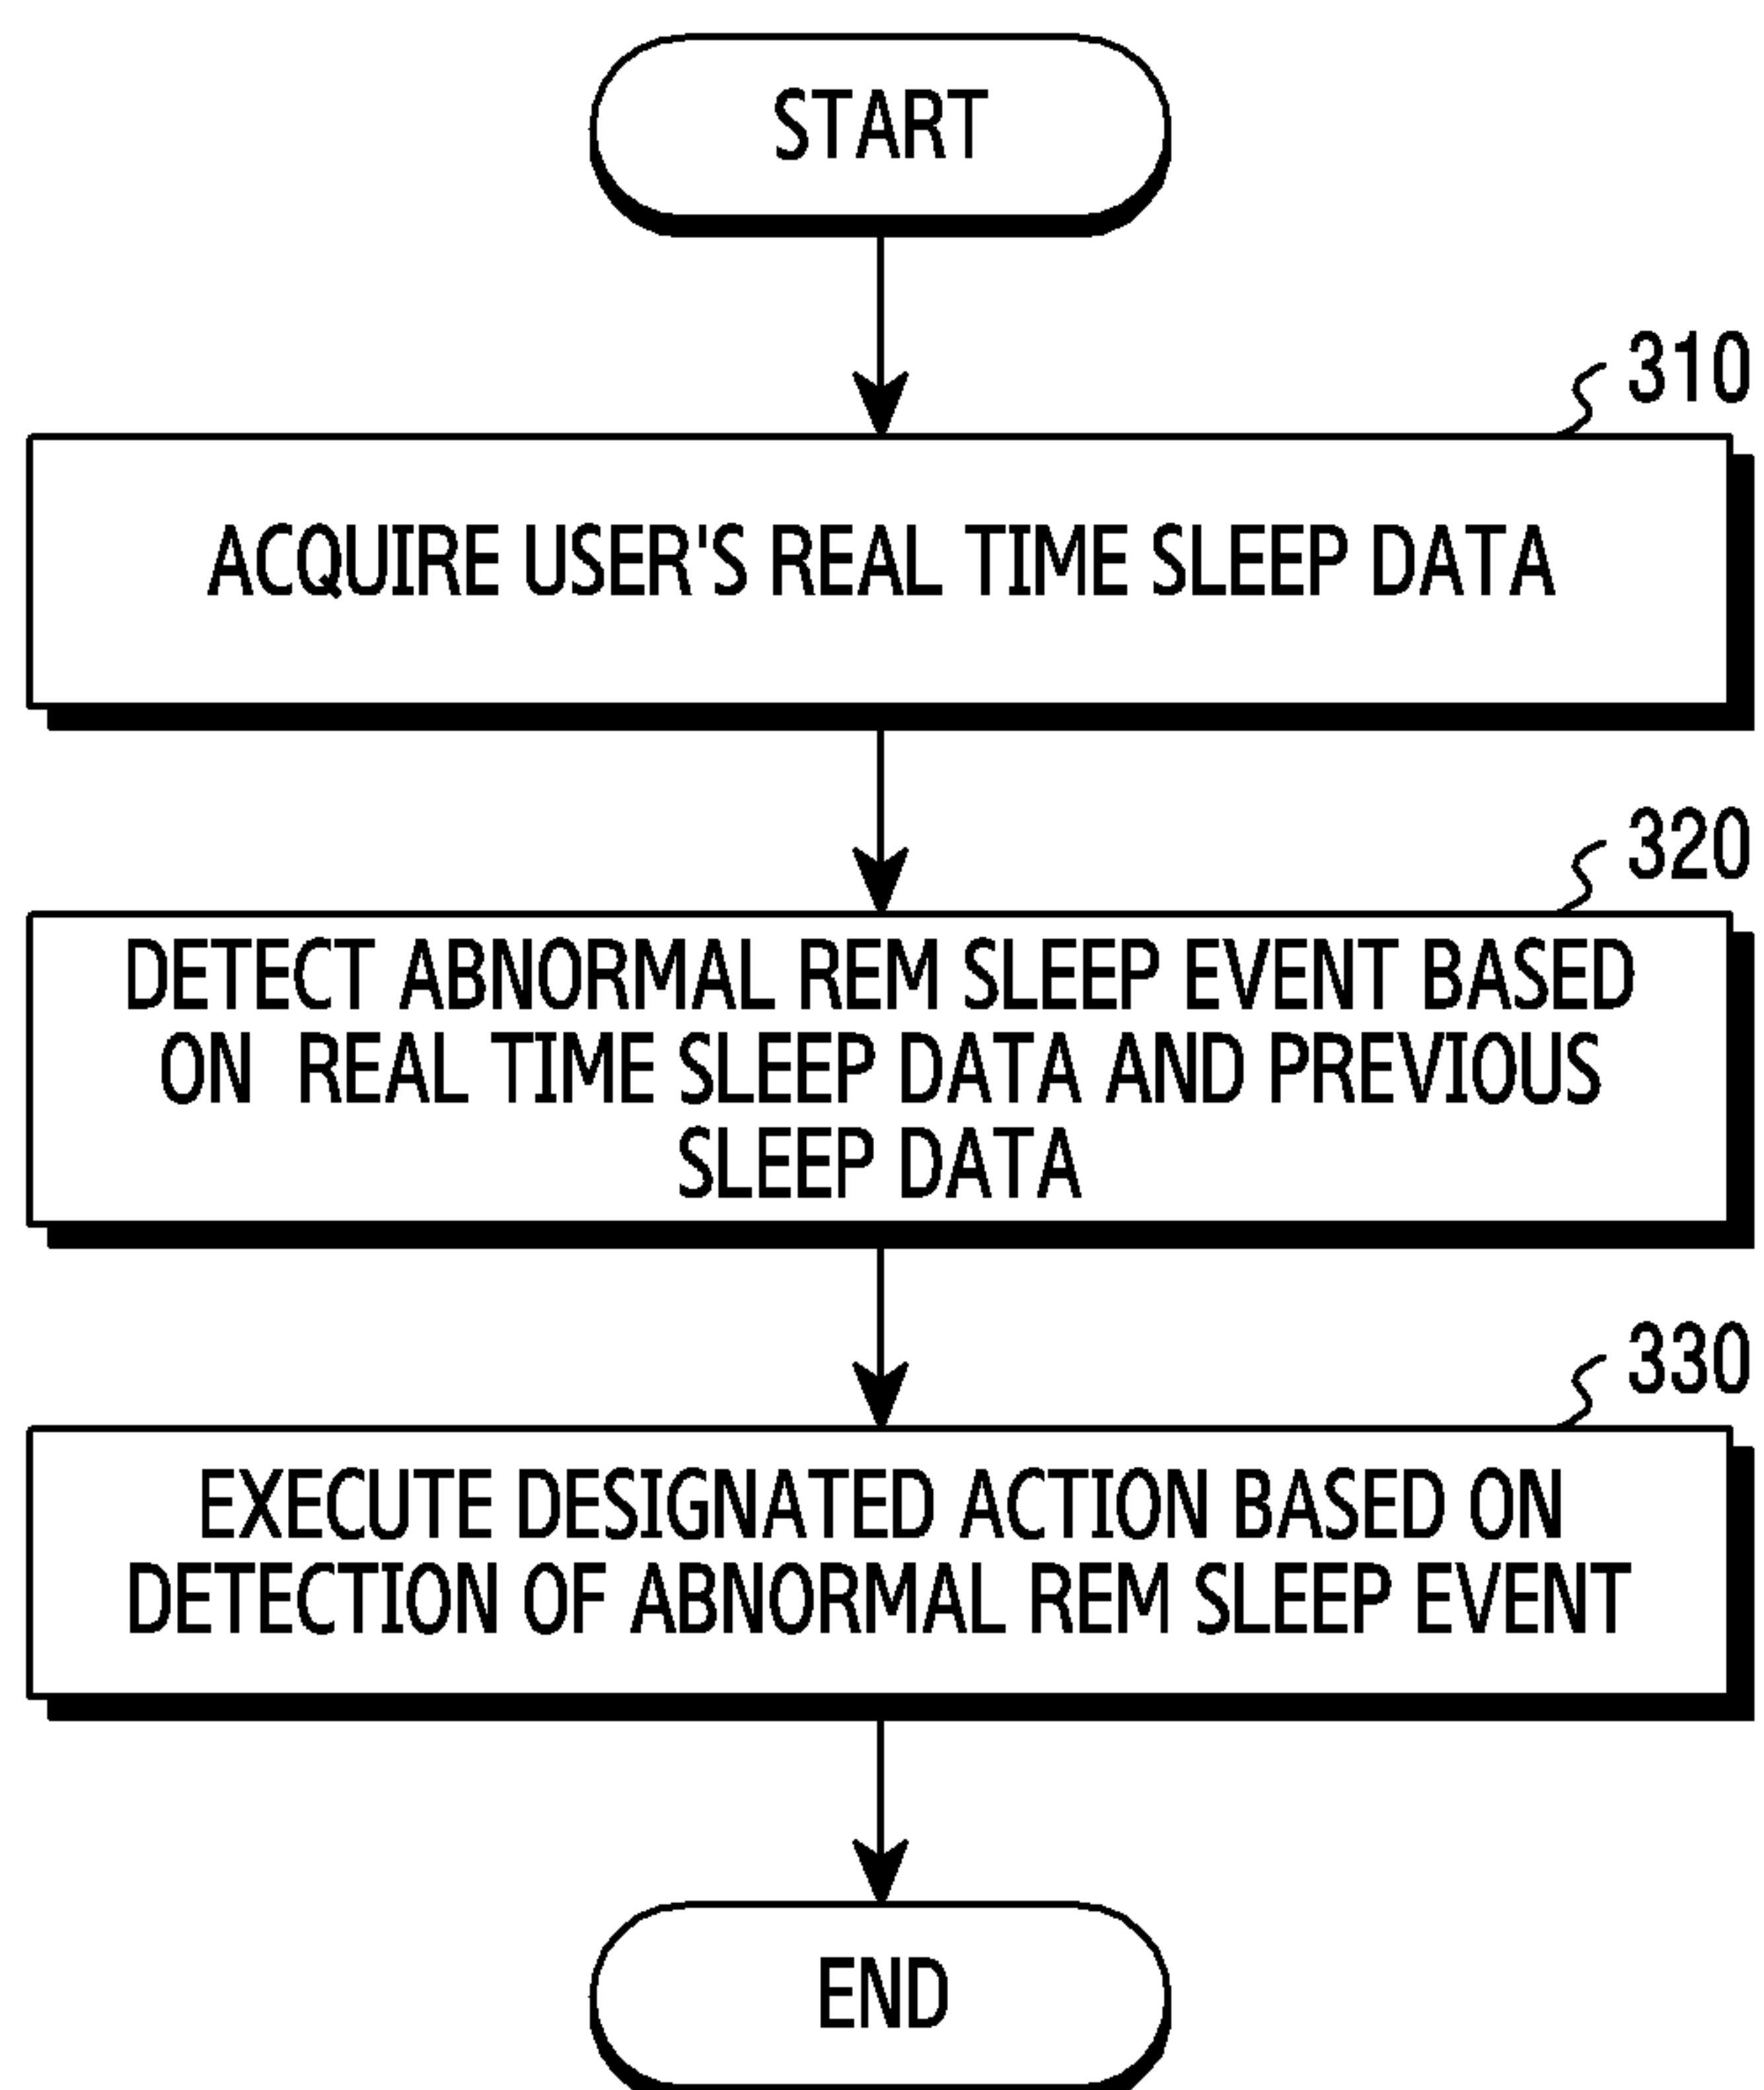 START
310
ACQUIRE USER'S REAL TIME SLEEP DATA
320
DETECT ABNORMAL REM SLEEP EVENT BASED
ON REAL TIME SLEEP DATA AND PREVIOUS
SLEEP DATA
330
EXECUTE DESIGNATED ACTION BASED ON
DETECTION OF ABNORMAL REM SLEEP EVENT
END